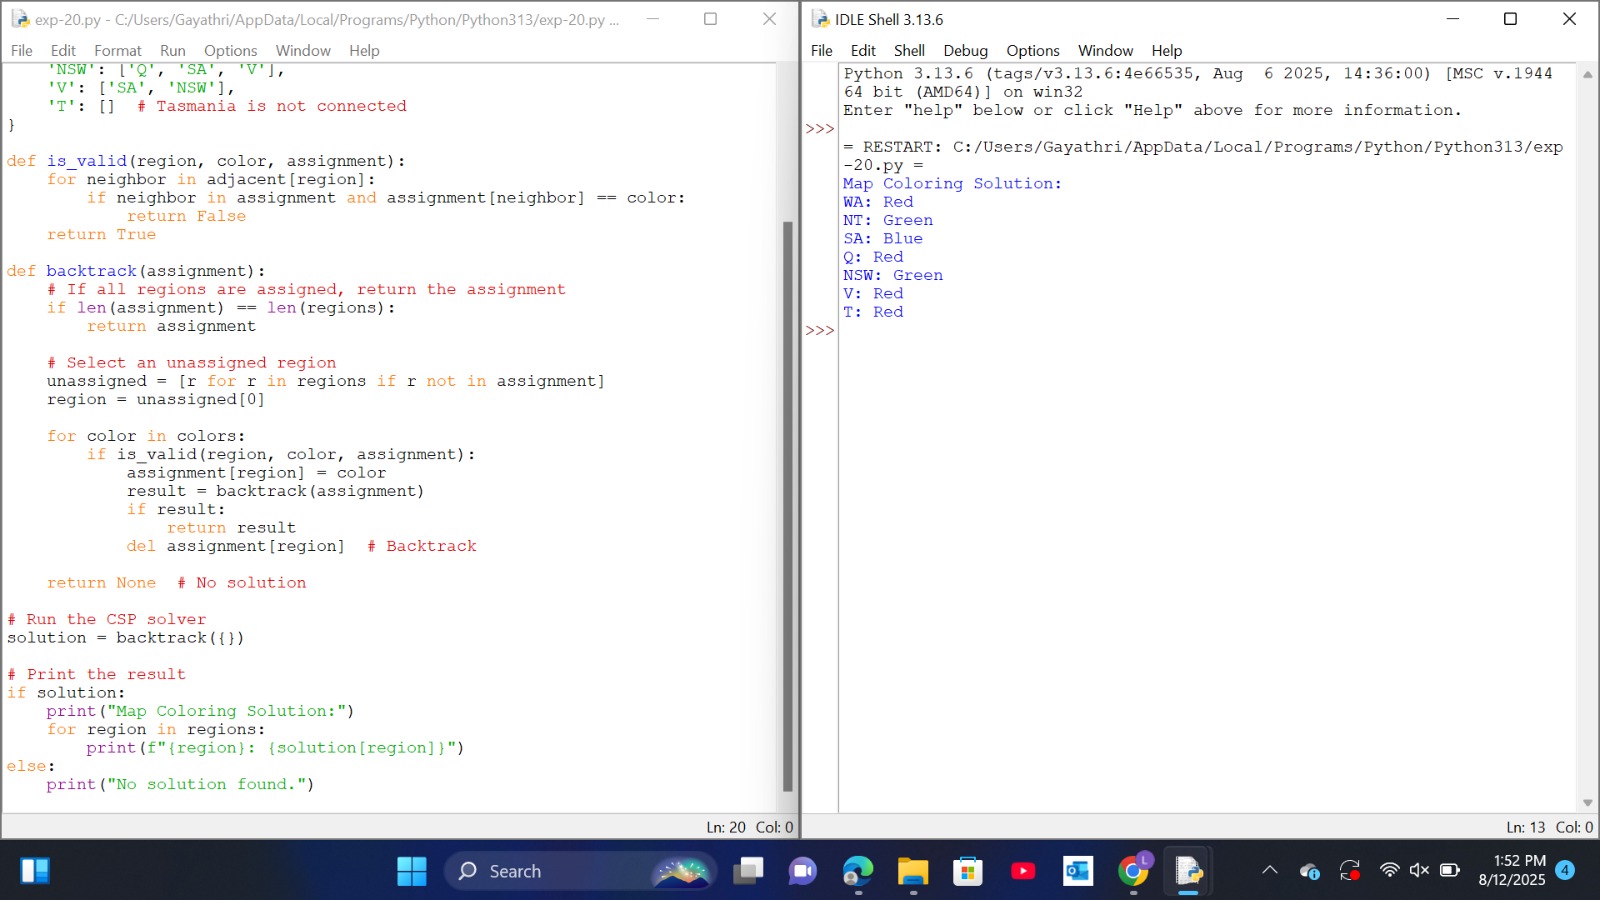 exp-20.py - C:/Users/Gayathri/AppData/Local/Programs/Python/Python313/exp-20.py ...
File Edit Format Run Options Window Help
    'NSW': ['Q', 'SA', 'V'],
    'V': ['SA', 'NSW'],
    'T': []  # Tasmania is not connected
}
def is_valid(region, color, assignment):
    for neighbor in adjacent[region]:
        if neighbor in assignment and assignment[neighbor] == color:
            return False
    return True
def backtrack(assignment):
    # If all regions are assigned, return the assignment
    if len(assignment) == len(regions):
        return assignment
    # Select an unassigned region
    unassigned = [r for r in regions if r not in assignment]
    region = unassigned[0]
    for color in colors:
        if is_valid(region, color, assignment):
            assignment[region] = color
            result = backtrack(assignment)
            if result:
                return result
            del assignment[region]  # Backtrack
    return None  # No solution
# Run the CSP solver
solution = backtrack({})
# Print the result
if solution:
    print("Map Coloring Solution:")
    for region in regions:
        print(f"{region}: {solution[region]}")
else:
    print("No solution found.")
Ln: 20 Col: 0
IDLE Shell 3.13.6
File Edit Shell Debug Options Window Help
Python 3.13.6 (tags/v3.13.6:4e66535, Aug  6 2025, 14:36:00) [MSC v.1944
64 bit (AMD64)] on win32
Enter "help" below or click "Help" above for more information.
>>>
= RESTART: C:/Users/Gayathri/AppData/Local/Programs/Python/Python313/exp
-20.py =
Map Coloring Solution:
WA: Red
NT: Green
SA: Blue
Q: Red
NSW: Green
V: Red
T: Red
>>>
Ln: 13 Col: 0
Search
L
1:52 PM
8/12/2025
4